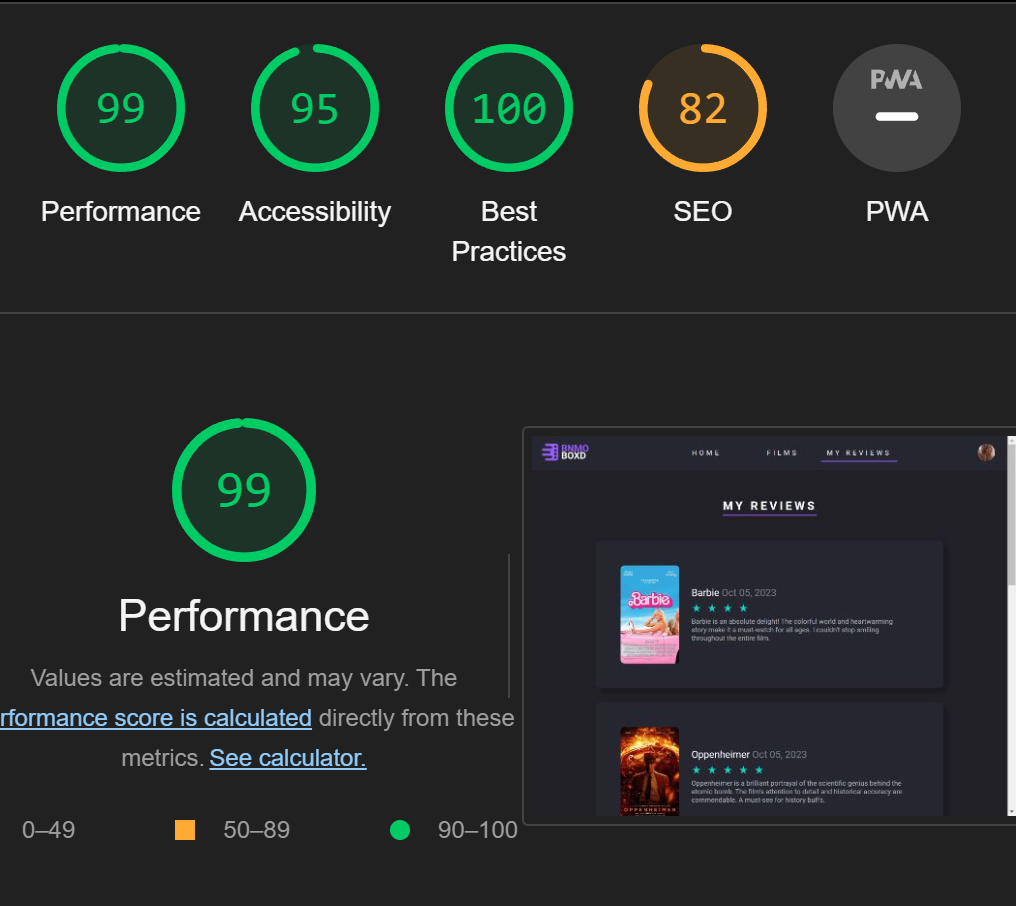 99
95
100
82
PWA
Performance
Accessibility
Best
Practices
SEO
PWA
99
Performance
Values are estimated and may vary. The
rformance score is calculated directly from these
metrics. See calculator.
0–49
50–89
90–100
RNMO
BOXD
HOME
FILMS
MY REVIEWS
MY REVIEWS
Barbie
Barbie Oct 05, 2023
Barbie is an absolute delight! The colorful world and heartwarming
story make it a must-watch for all ages. I couldn't stop smiling
throughout the entire film.
OPPENHEIMER
Oppenheimer Oct 05, 2023
Oppenheimer is a brilliant portrayal of the scientific genius behind the
atomic bomb. The film's attention to detail and historical accuracy are
commendable. A must-see for history buffs.